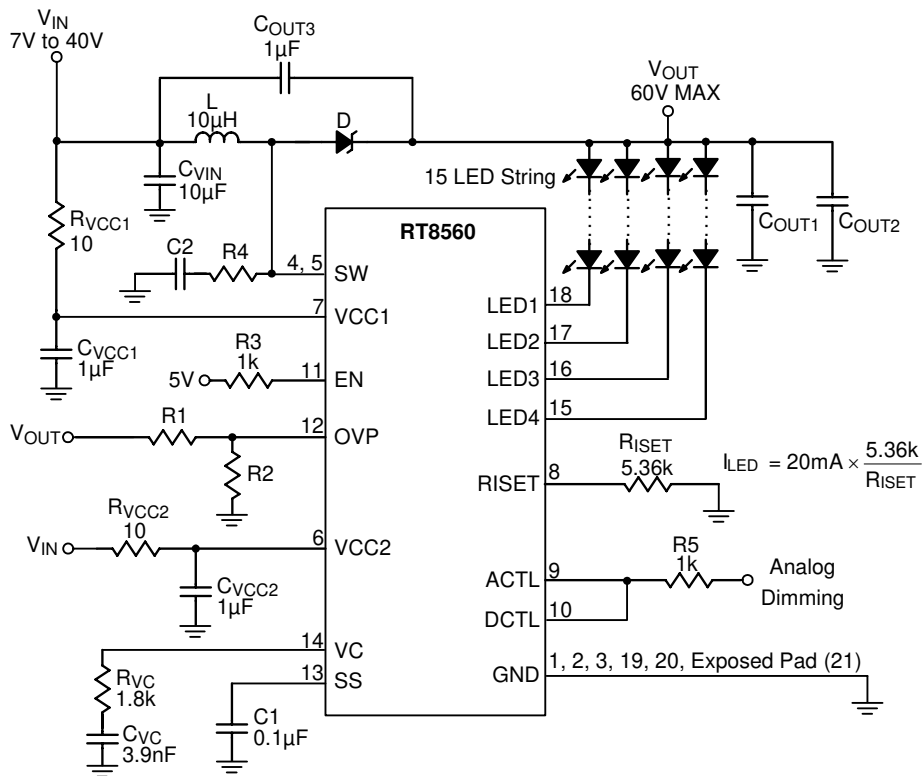 VIN
7V to 40V
COUT3
1µF
VOUT
60V MAX
L
10µH
D
CVIN
10µF
15 LED String
COUT1
COUT2
RVCC1
10
RT8560
C2
R4
4, 5
SW
LED1
18
7
VCC1
LED2
17
CVCC1
1µF
R3
1k
5V
11
EN
LED3
16
R1
VOUT
12
OVP
LED4
15
R2
RISET
5.36k
RISET
8
ILED = 20mA × 5.36k / RISET
RVCC2
10
VIN
6
VCC2
CVCC2
1µF
R5
1k
ACTL
9
Analog
Dimming
DCTL
10
14
VC
13
SS
GND
1, 2, 3, 19, 20, Exposed Pad (21)
RVC
1.8k
C1
0.1µF
CVC
3.9nF